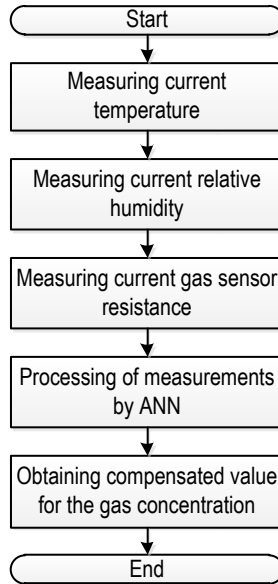 Start
Measuring current
temperature
Measuring current relative
humidity
Measuring current gas sensor
resistance
Processing of measurements
by ANN
Obtaining compensated value
for the gas concentration
End